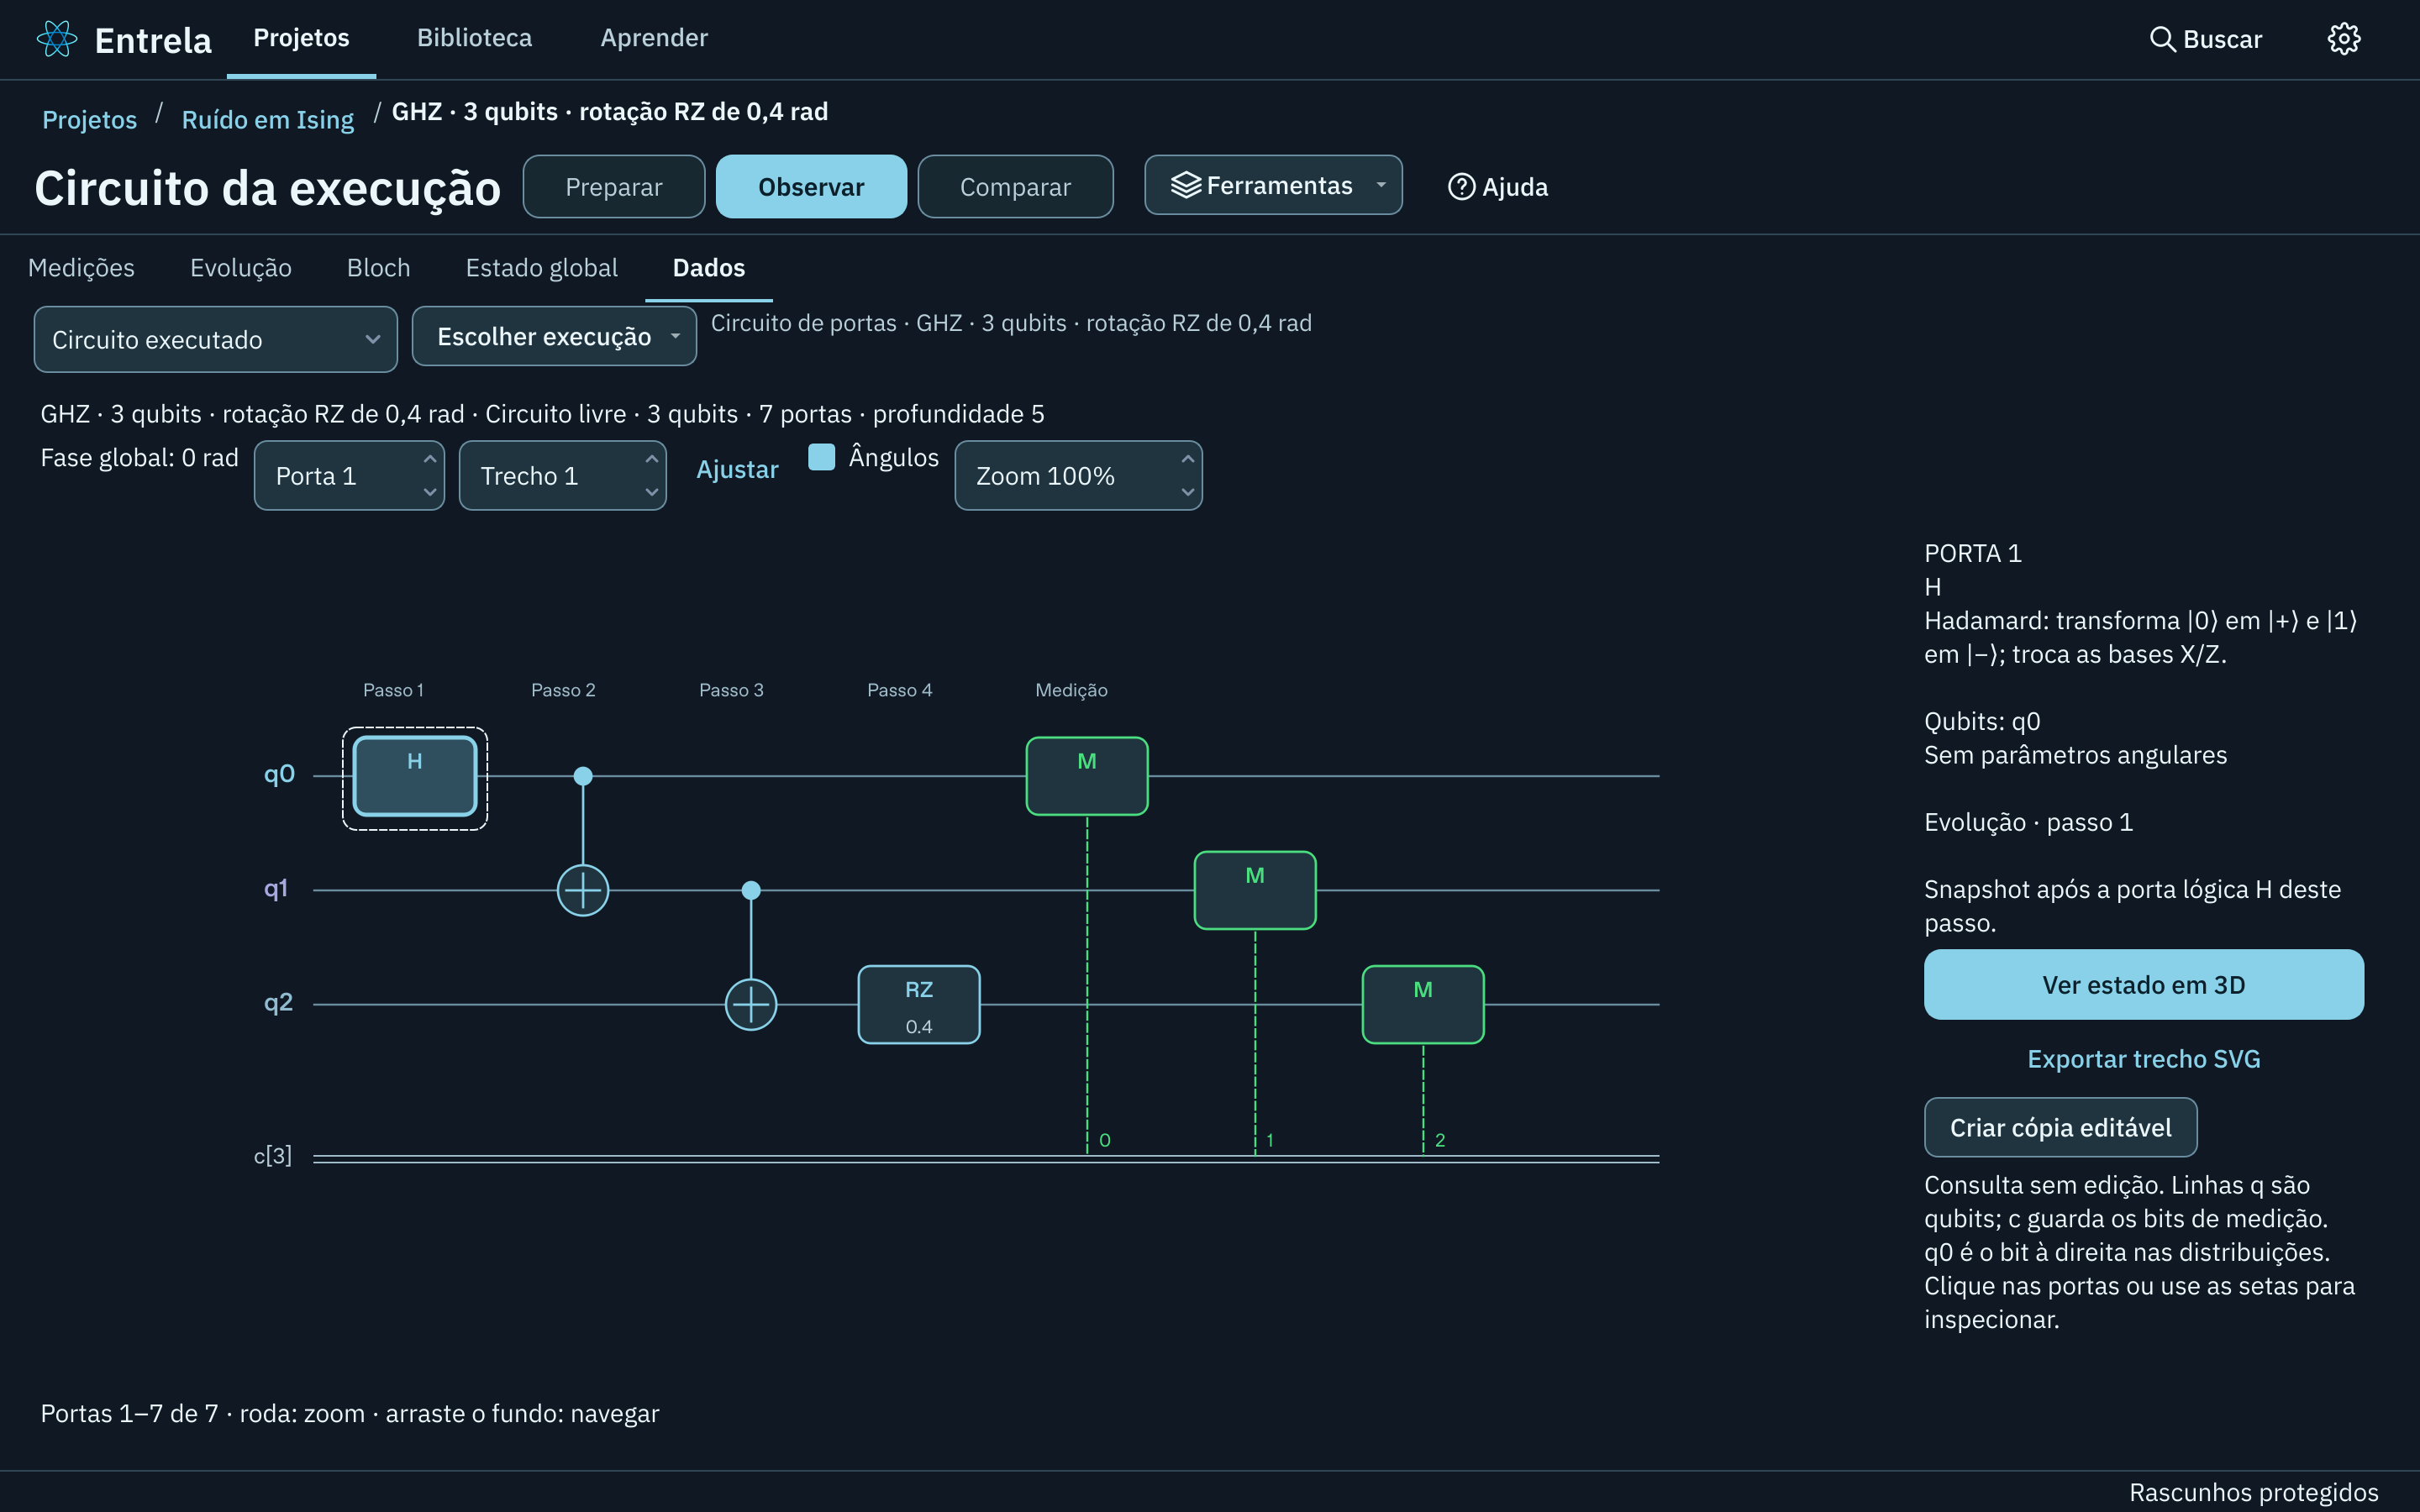 Entrela
Projetos
Biblioteca
Aprender
Buscar
Projetos / Ruído em Ising / GHZ · 3 qubits · rotação RZ de 0,4 rad
Circuito da execução
Preparar
Observar
Comparar
Ferramentas
Ajuda
Medições
Evolução
Bloch
Estado global
Dados
Circuito executado
Escolher execução
Circuito de portas · GHZ · 3 qubits · rotação RZ de 0,4 rad
GHZ · 3 qubits · rotação RZ de 0,4 rad · Circuito livre · 3 qubits · 7 portas · profundidade 5
Fase global: 0 rad
Porta 1
Trecho 1
Ajustar
Ângulos
Zoom 100%
Passo 1
Passo 2
Passo 3
Passo 4
Medição
q0
H
M
q1
M
q2
RZ
0.4
M
c[3]
0
1
2
PORTA 1
H
Hadamard: transforma |0⟩ em |+⟩ e |1⟩
em |−⟩; troca as bases X/Z.
Qubits: q0
Sem parâmetros angulares
Evolução · passo 1
Snapshot após a porta lógica H deste
passo.
Ver estado em 3D
Exportar trecho SVG
Criar cópia editável
Consulta sem edição. Linhas q são
qubits; c guarda os bits de medição.
q0 é o bit à direita nas distribuições.
Clique nas portas ou use as setas para
inspecionar.
Portas 1–7 de 7 · roda: zoom · arraste o fundo: navegar
Rascunhos protegidos